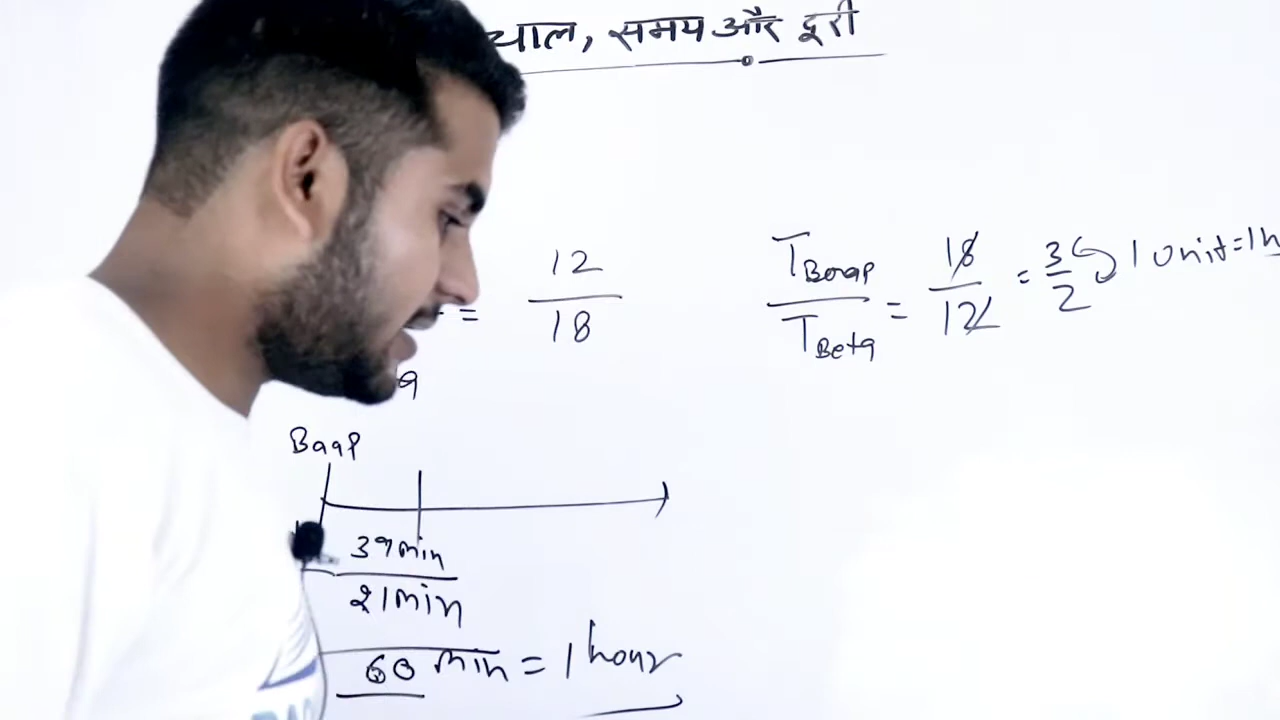 चाल, समय और दूरी
= 12/18
T Baap / T Beta = 18/12 = 3/2 1 Unit = 1h
a
Baap
39 min
21 min
60 min = 1 hour